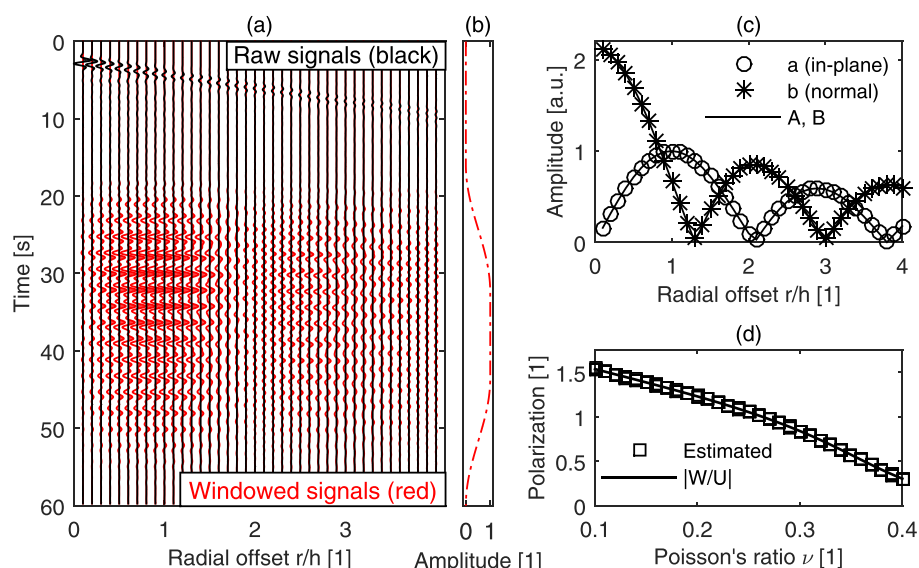 (a)
(b)
(c)
0
10
20
30
40
50
60
Time [s]
Raw signals (black)
Windowed signals (red)
0
1
2
3
Radial offset r/h [1]
0
1
Amplitude [1]
2
1
0
Amplitude [a.u.]
a (in-plane)
b (normal)
A, B
0
1
2
3
4
Radial offset r/h [1]
(d)
1.5
1
0.5
0
Polarization [1]
Estimated
|W/U|
0.1
0.2
0.3
0.4
Poisson's ratio ν [1]